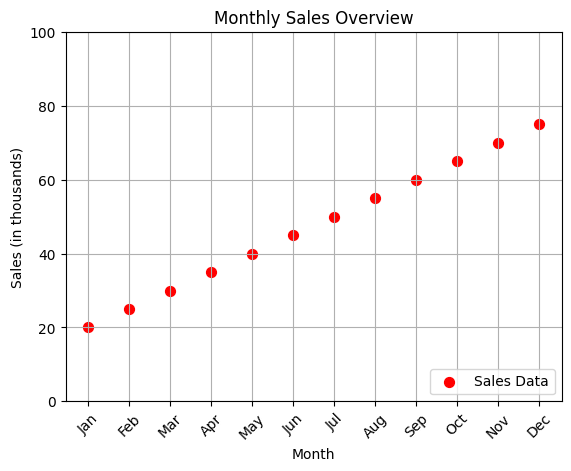 Monthly Sales Overview
Sales (in thousands)
100
80
60
40
20
0
Jan Feb Mar Apr May Jun Jul Aug Sep Oct Nov Dec
Month
Sales Data